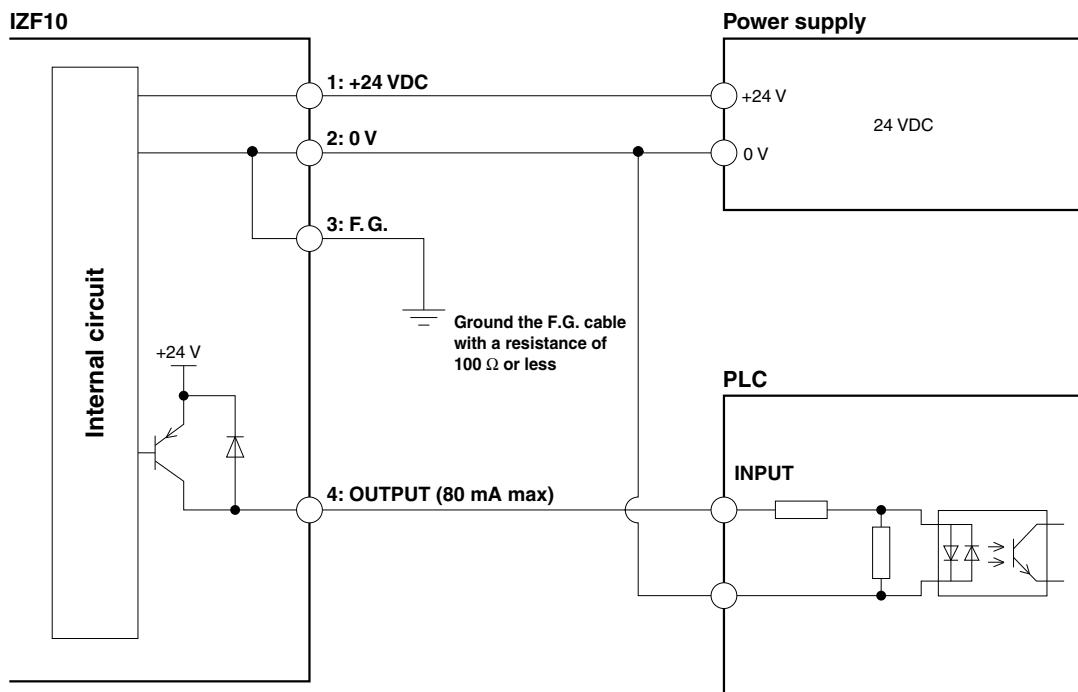 IZF10
Power supply
1: +24 VDC
+24 V
24 VDC
2: 0 V
0 V
3: F. G.
Ground the F.G. cable
with a resistance of
100 Ω or less
Internal circuit
+24 V
PLC
4: OUTPUT (80 mA max)
INPUT